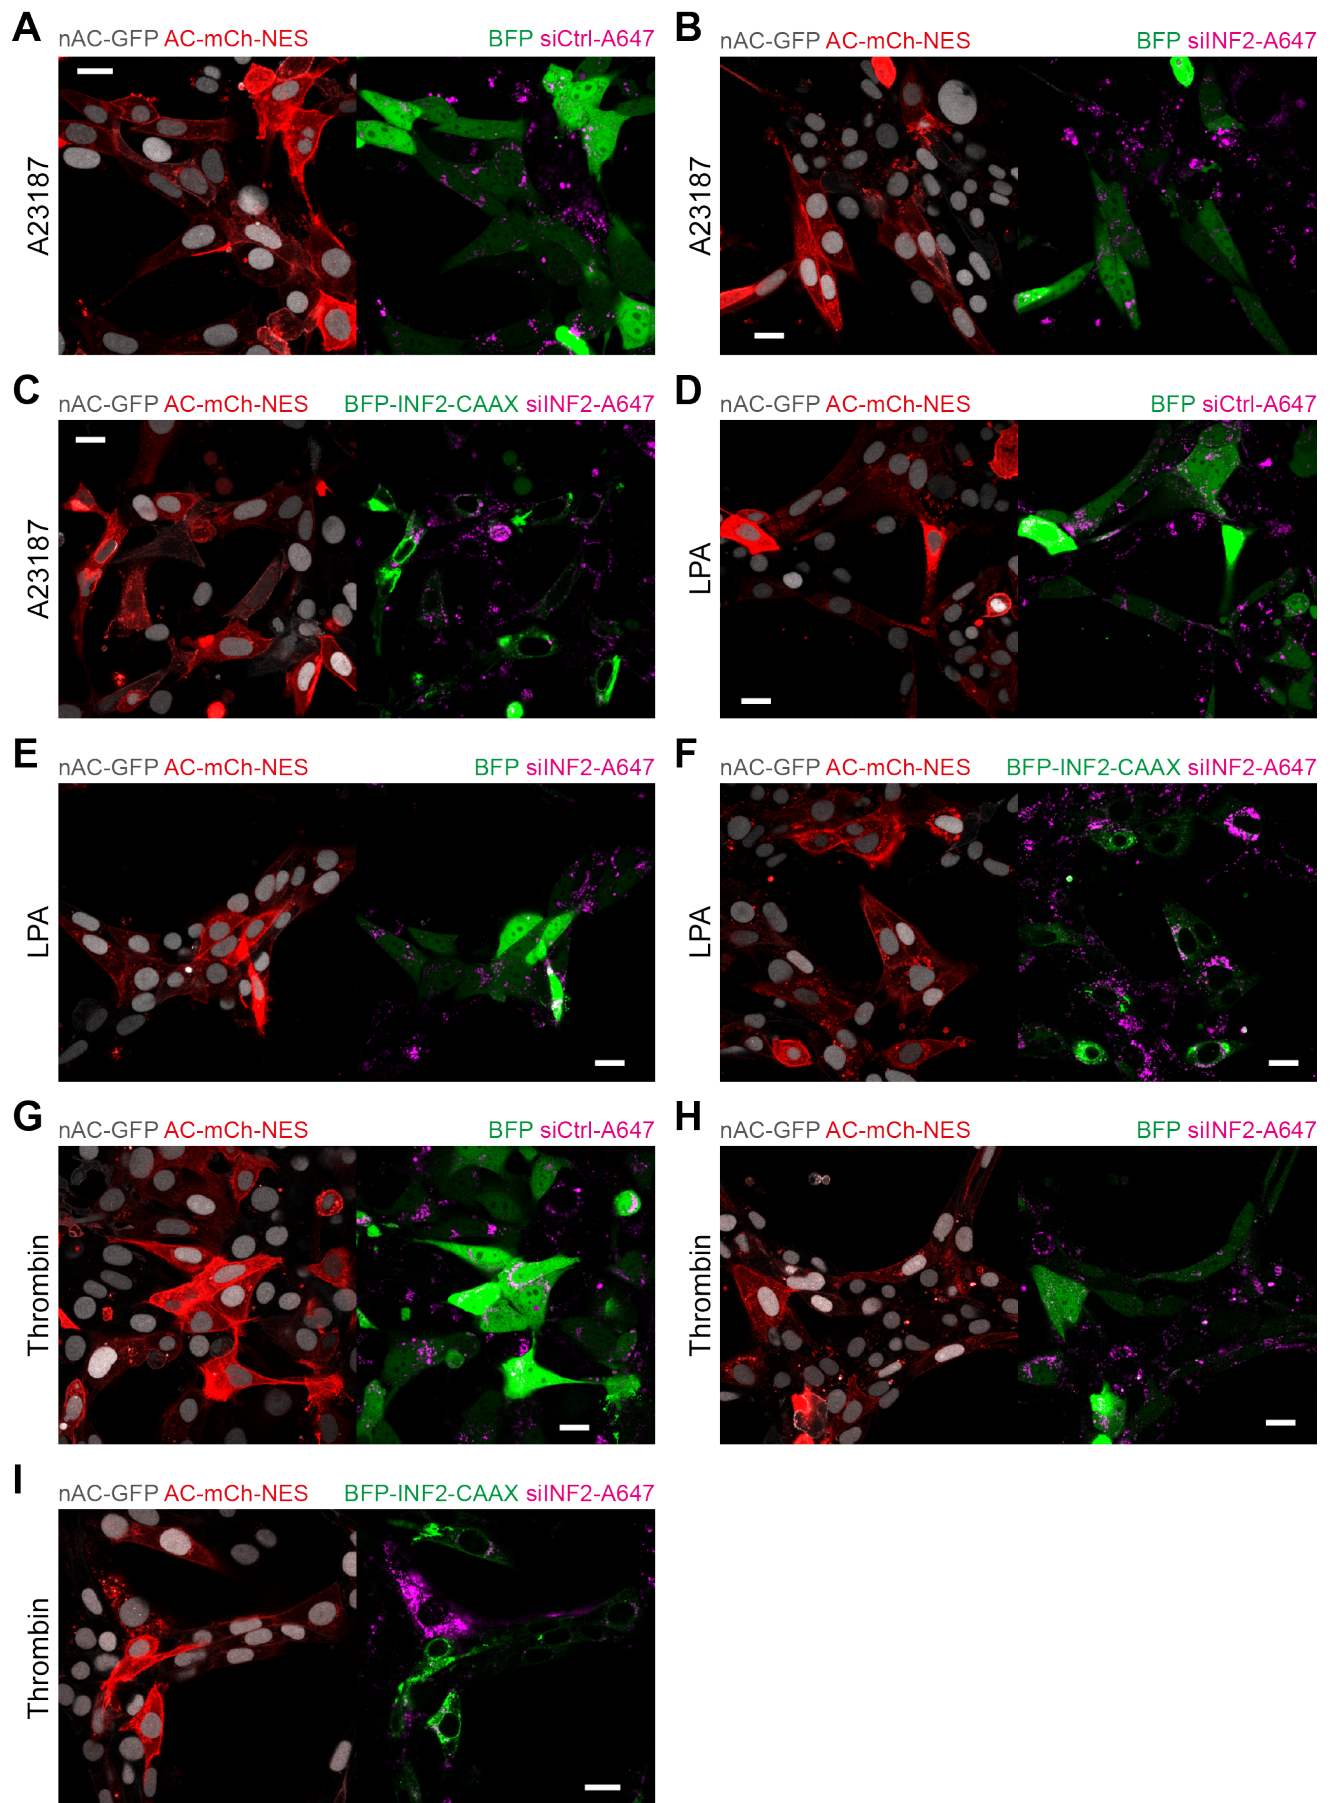 A
nAC-GFP AC-mCh-NES BFP siCtrl-A647
A23187
B
nAC-GFP AC-mCh-NES BFP siINF2-A647
A23187
C
nAC-GFP AC-mCh-NES BFP-INF2-CAAX siINF2-A647
A23187
D
nAC-GFP AC-mCh-NES BFP siCtrl-A647
LPA
E
nAC-GFP AC-mCh-NES BFP siINF2-A647
LPA
F
nAC-GFP AC-mCh-NES BFP-INF2-CAAX siINF2-A647
LPA
G
nAC-GFP AC-mCh-NES BFP siCtrl-A647
Thrombin
H
nAC-GFP AC-mCh-NES BFP siINF2-A647
Thrombin
I
nAC-GFP AC-mCh-NES BFP-INF2-CAAX siINF2-A647
Thrombin